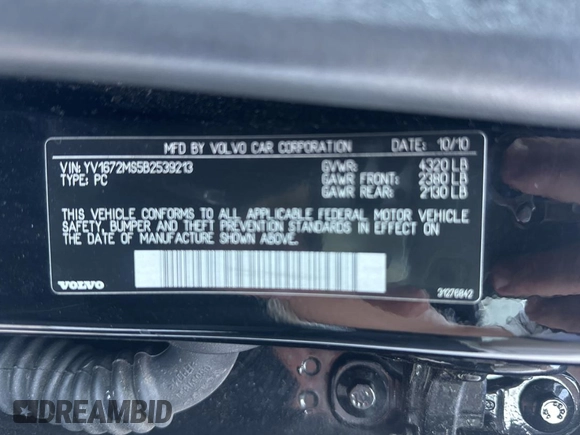 MFD BY VOLVO CAR CORPORATION DATE: 10/10
VIN: YV1672MS5B2539213 GVWR: 4320 LB
TYPE: PC GAWR FRONT: 2380 LB
GAWR REAR: 2130 LB
THIS VEHICLE CONFORMS TO ALL APPLICABLE FEDERAL MOTOR VEHICLE
SAFETY, BUMPER AND THEFT PREVENTION STANDARDS IN EFFECT ON
THE DATE OF MANUFACTURE SHOWN ABOVE.
VOLVO 31276842
DREAMBID